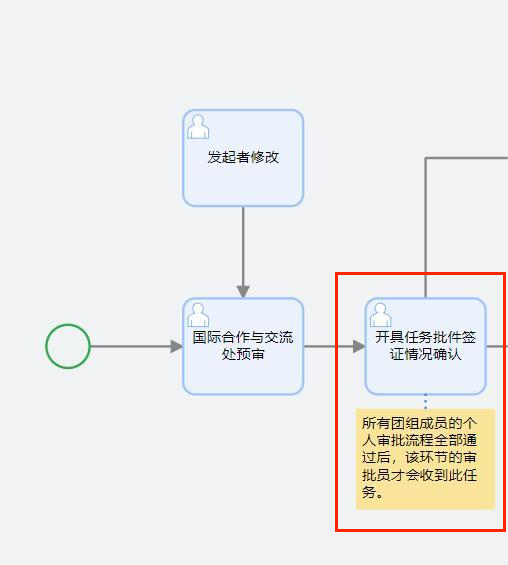 发起者修改
国际合作与交流
处预审
开具任务批件签
证情况确认
所有团组成员的个
人审批流程全部通
过后，该环节的审
批员才会收到此任
务。